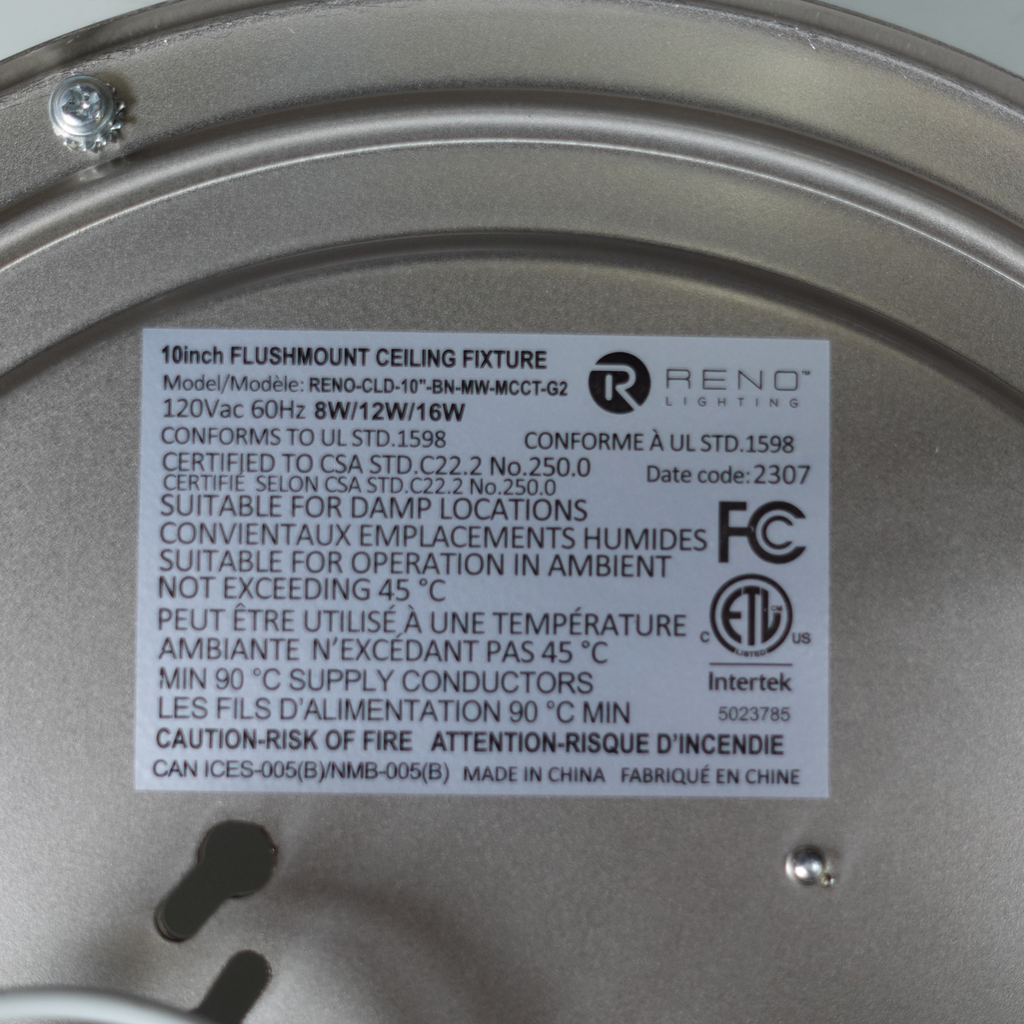 10inch FLUSHMOUNT CEILING FIXTURE
Model/Modèle: RENO-CLD-10"-BN-MW-MCCT-G2
R RENO™
LIGHTING
120Vac 60Hz 8W/12W/16W
CONFORMS TO UL STD.1598 CONFORME À UL STD.1598
CERTIFIED TO CSA STD.C22.2 No.250.0
Date code:2307
CERTIFIÉ SELON CSA STD.C22.2 No.250.0
SUITABLE FOR DAMP LOCATIONS
CONVIENTAUX EMPLACEMENTS HUMIDES
FC
SUITABLE FOR OPERATION IN AMBIENT
NOT EXCEEDING 45 °C
PEUT ÊTRE UTILISÉ À UNE TEMPÉRATURE
AMBIANTE N'EXCÉDANT PAS 45 °C
C ETL CM LISTED US
Intertek
5023785
MIN 90 °C SUPPLY CONDUCTORS
LES FILS D'ALIMENTATION 90 °C MIN
CAUTION-RISK OF FIRE ATTENTION-RISQUE D'INCENDIE
CAN ICES-005(B)/NMB-005(B) MADE IN CHINA FABRIQUÉ EN CHINE